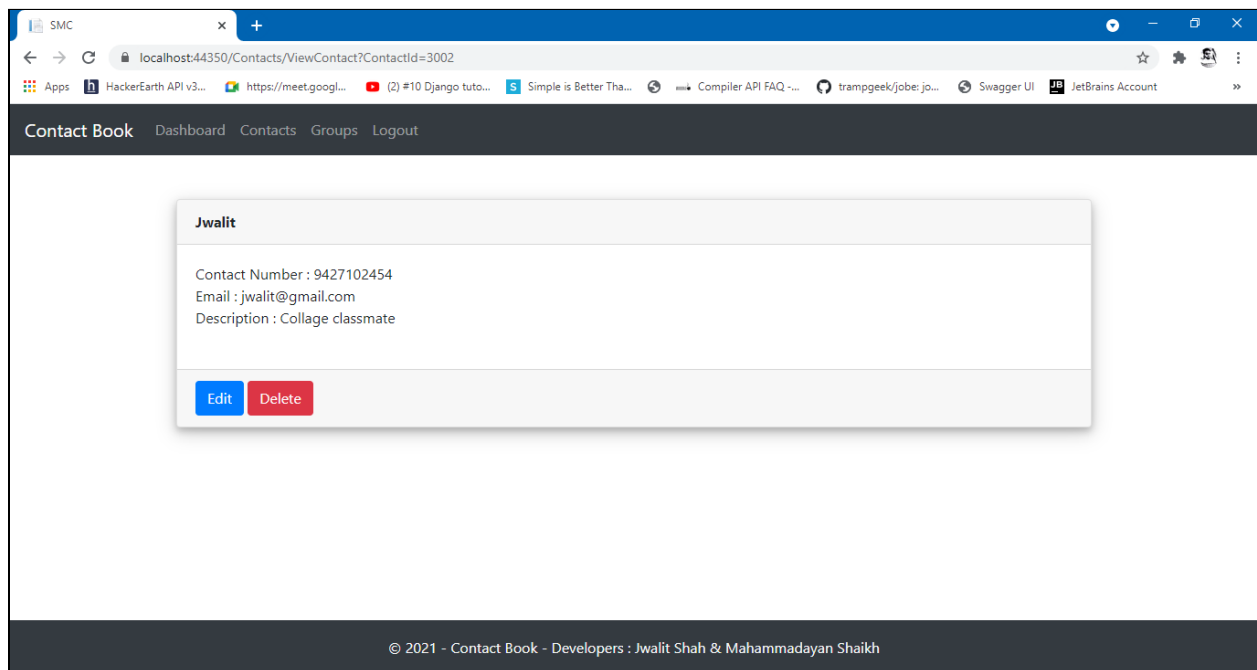 SMC
localhost:44350/Contacts/ViewContact?ContactId=3002
Apps HackerEarth API v3... https://meet.googl... (2) #10 Django tuto... Simple is Better Tha... Compiler API FAQ -... trampgeek/jobe: jo... Swagger UI JetBrains Account »
Contact Book Dashboard Contacts Groups Logout
Jwalit
Contact Number : 9427102454
Email : jwalit@gmail.com
Description : Collage classmate
Edit Delete
© 2021 - Contact Book - Developers : Jwalit Shah & Mahammadayan Shaikh